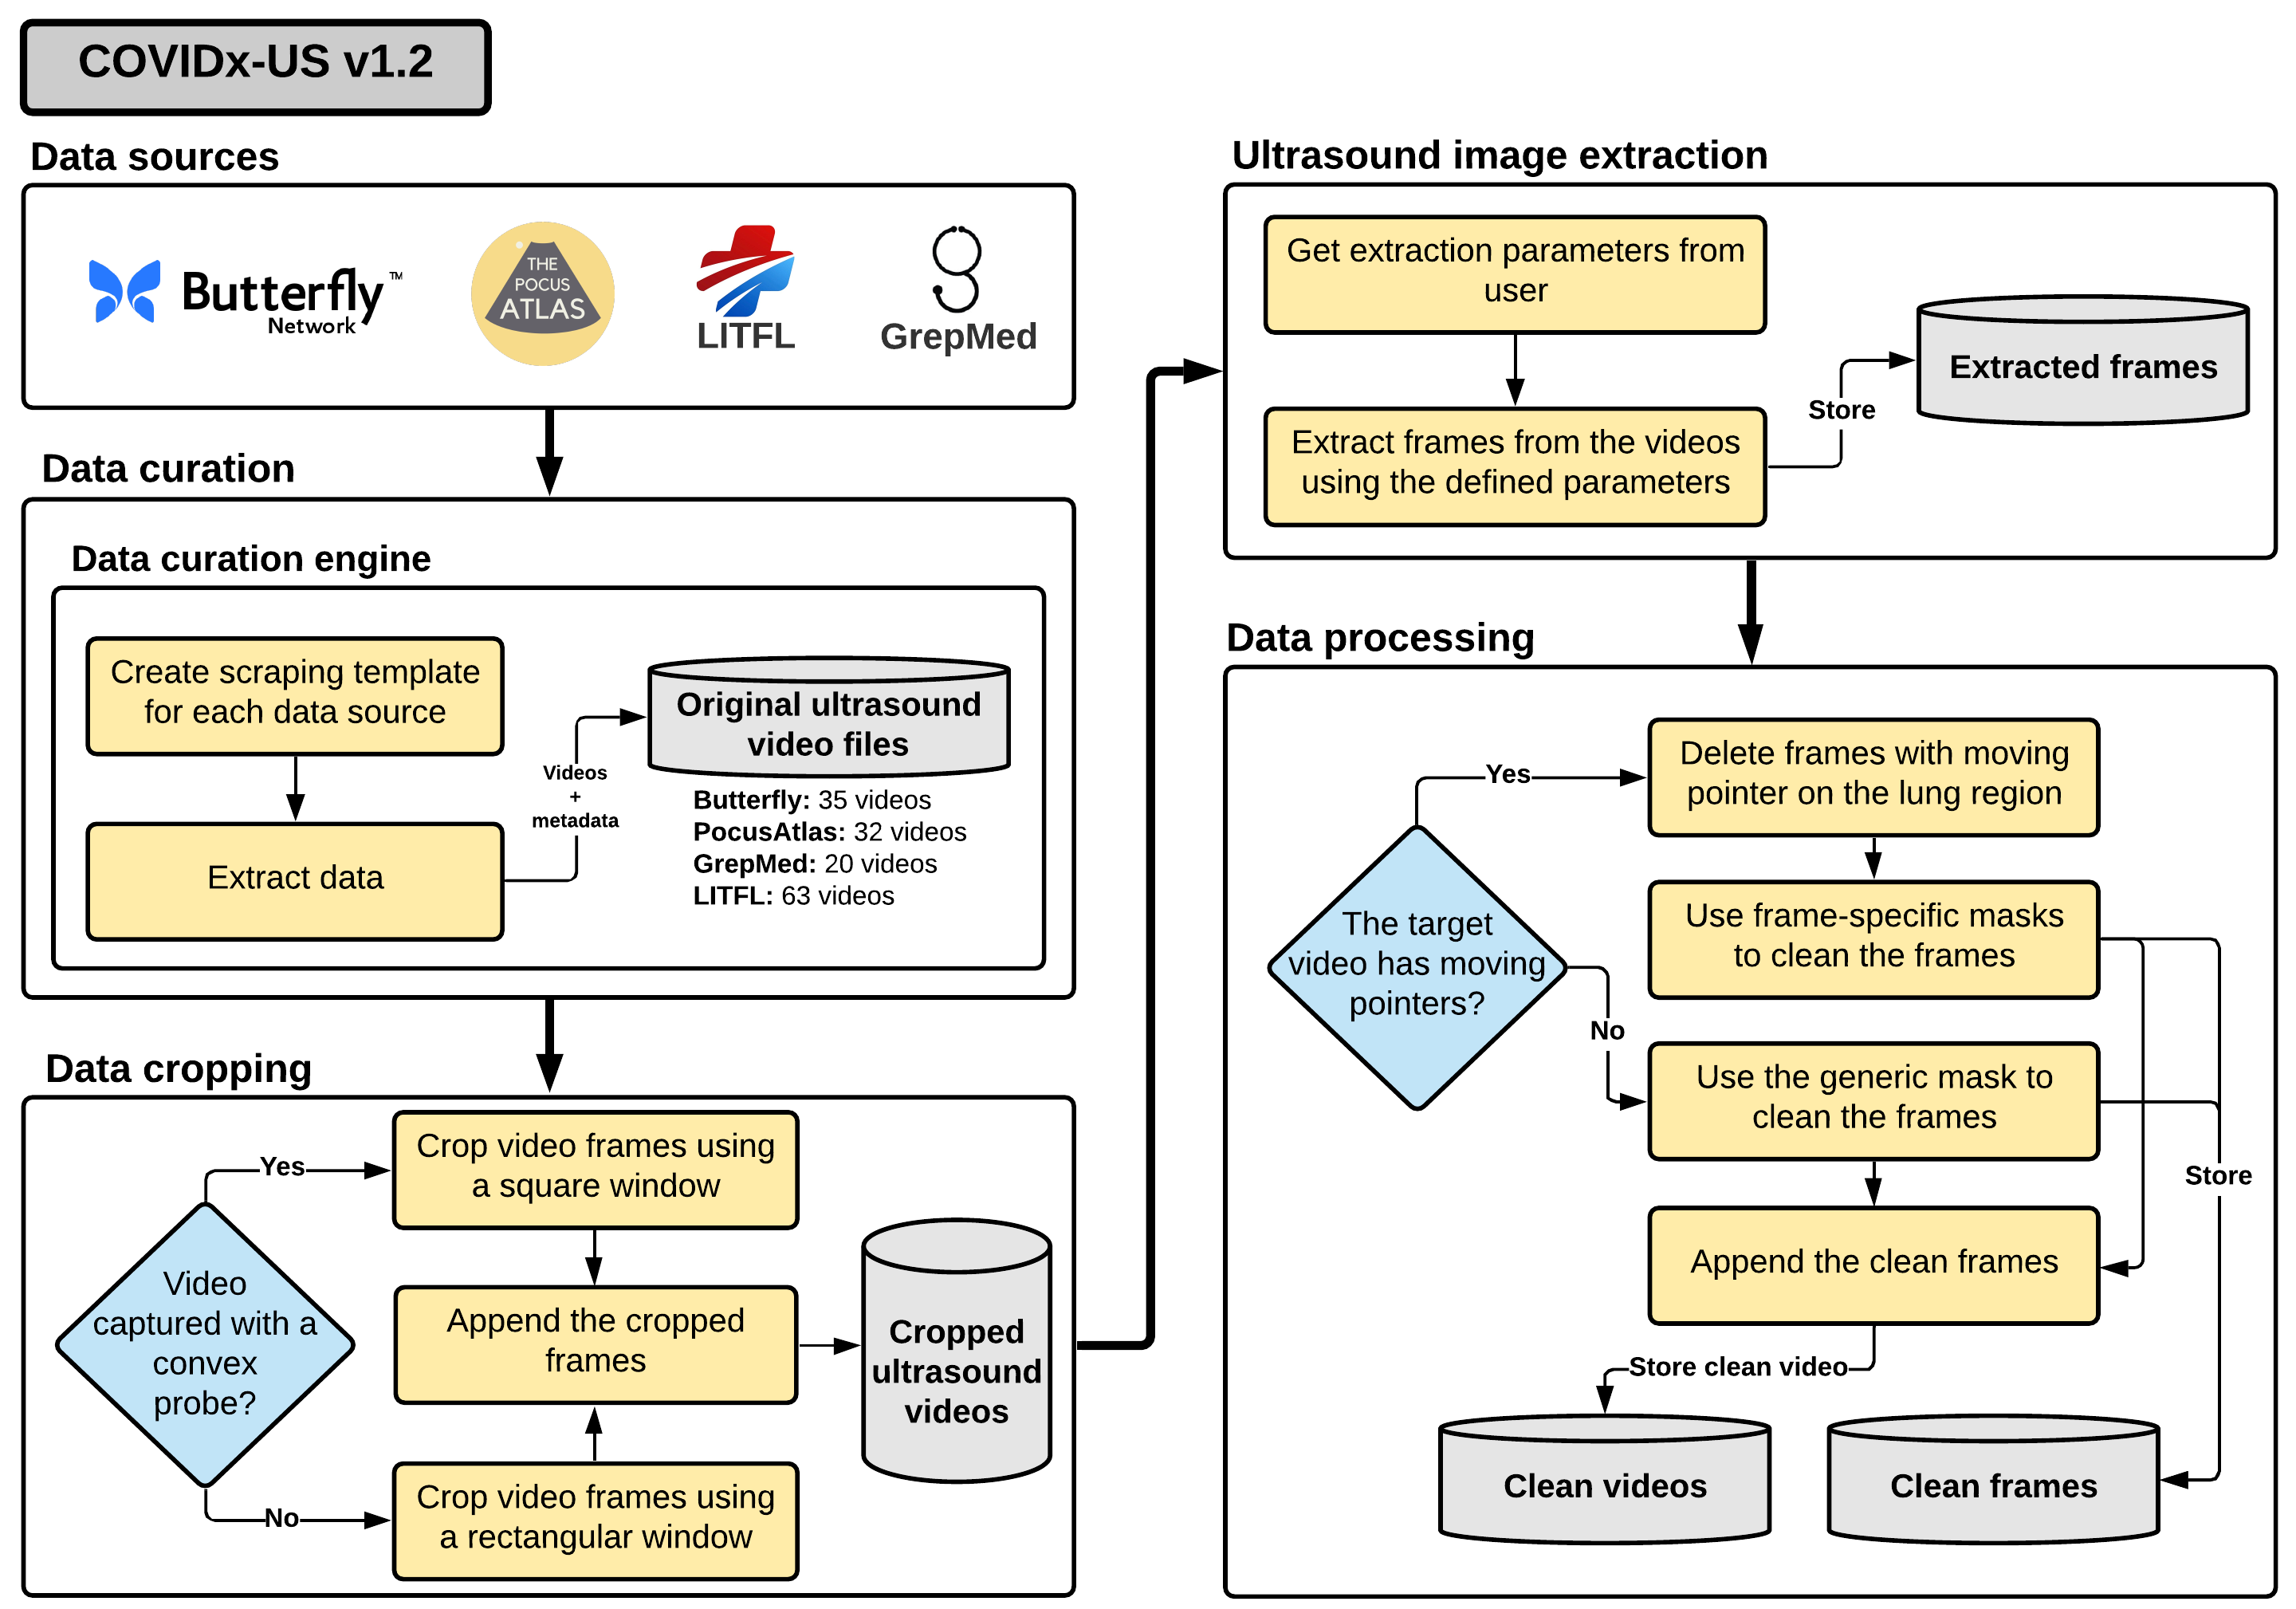 COVIDx-US v1.2
Data sources
Butterfly™
Network
THE
POCUS
ATLAS
LITFL
GrepMed
Data curation
Data curation engine
Create scraping template
for each data source
Extract data
Videos
+
metadata
Original ultrasound
video files
Butterfly: 35 videos
PocusAtlas: 32 videos
GrepMed: 20 videos
LITFL: 63 videos
Data cropping
Video
captured with a
convex
probe?
Yes
No
Crop video frames using
a square window
Append the cropped
frames
Crop video frames using
a rectangular window
Cropped
ultrasound
videos
Ultrasound image extraction
Get extraction parameters from
user
Extract frames from the videos
using the defined parameters
Store
Extracted frames
Data processing
The target
video has moving
pointers?
Yes
No
Delete frames with moving
pointer on the lung region
Use frame-specific masks
to clean the frames
Use the generic mask to
clean the frames
Append the clean frames
Store
Store clean video
Clean videos
Clean frames